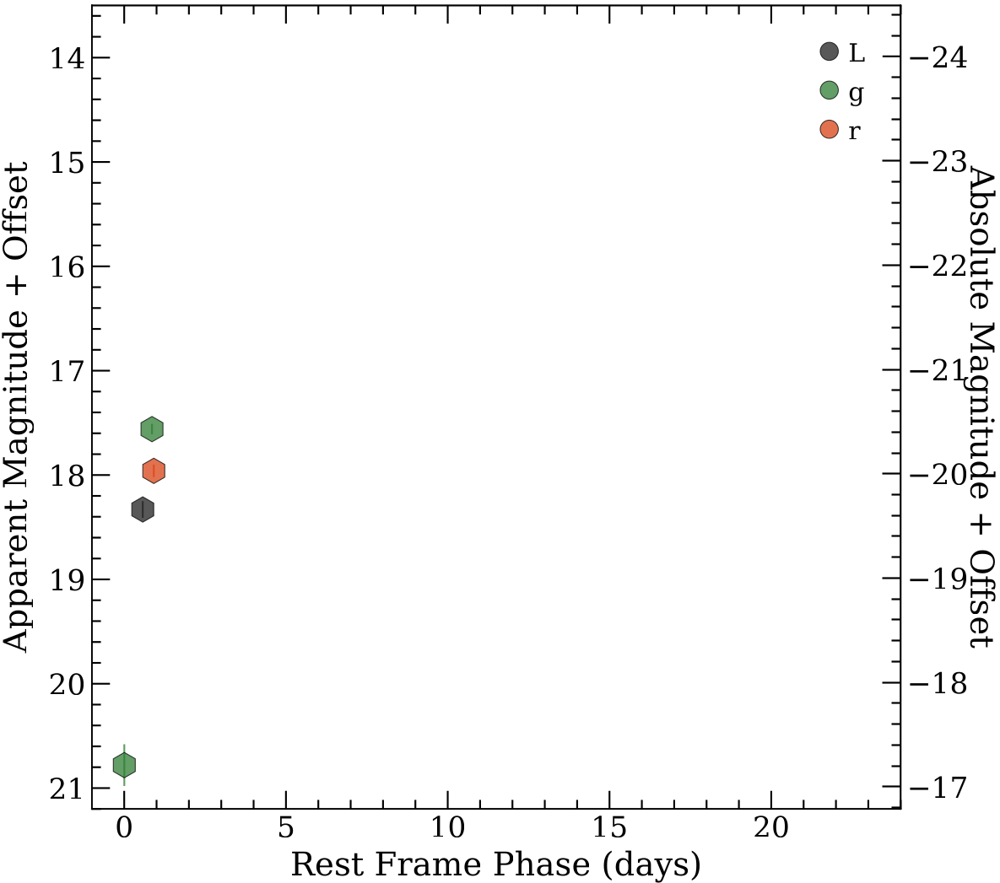 L
g
r
14
15
16
17
18
19
20
21
Apparent Magnitude + Offset
−24
−23
−22
−21
−20
−19
−18
−17
Absolute Magnitude + Offset
0 5 10 15 20
Rest Frame Phase (days)